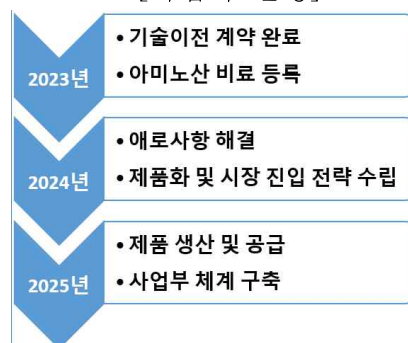 2023년
• 기술이전 계약 완료
• 아미노산 비료 등록
2024년
• 애로사항 해결
• 제품화 및 시장 진입 전략 수립
2025년
• 제품 생산 및 공급
• 사업부 체계 구축